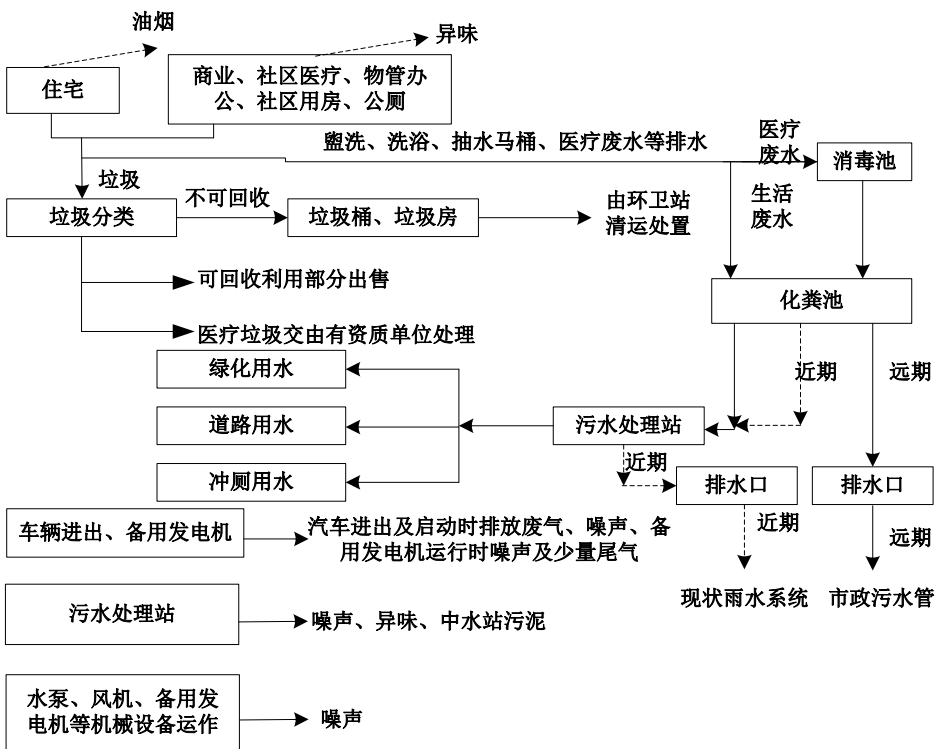 油烟
异味
住宅
商业、社区医疗、物管办
公、社区用房、公厕
盥洗、洗浴、抽水马桶、医疗废水等排水
医疗
废水
消毒池
垃圾
垃圾分类
不可回收
垃圾桶、垃圾房
由环卫站
清运处置
生活
废水
可回收利用部分出售
化粪池
医疗垃圾交由有资质单位处理
绿化用水
近期
远期
道路用水
污水处理站
冲厕用水
近期
排水口
排水口
车辆进出、备用发电机
汽车进出及启动时排放废气、噪声、备
用发电机运行时噪声及少量尾气
近期
远期
现状雨水系统
市政污水管
污水处理站
噪声、异味、中水站污泥
水泵、风机、备用发
电机等机械设备运作
噪声